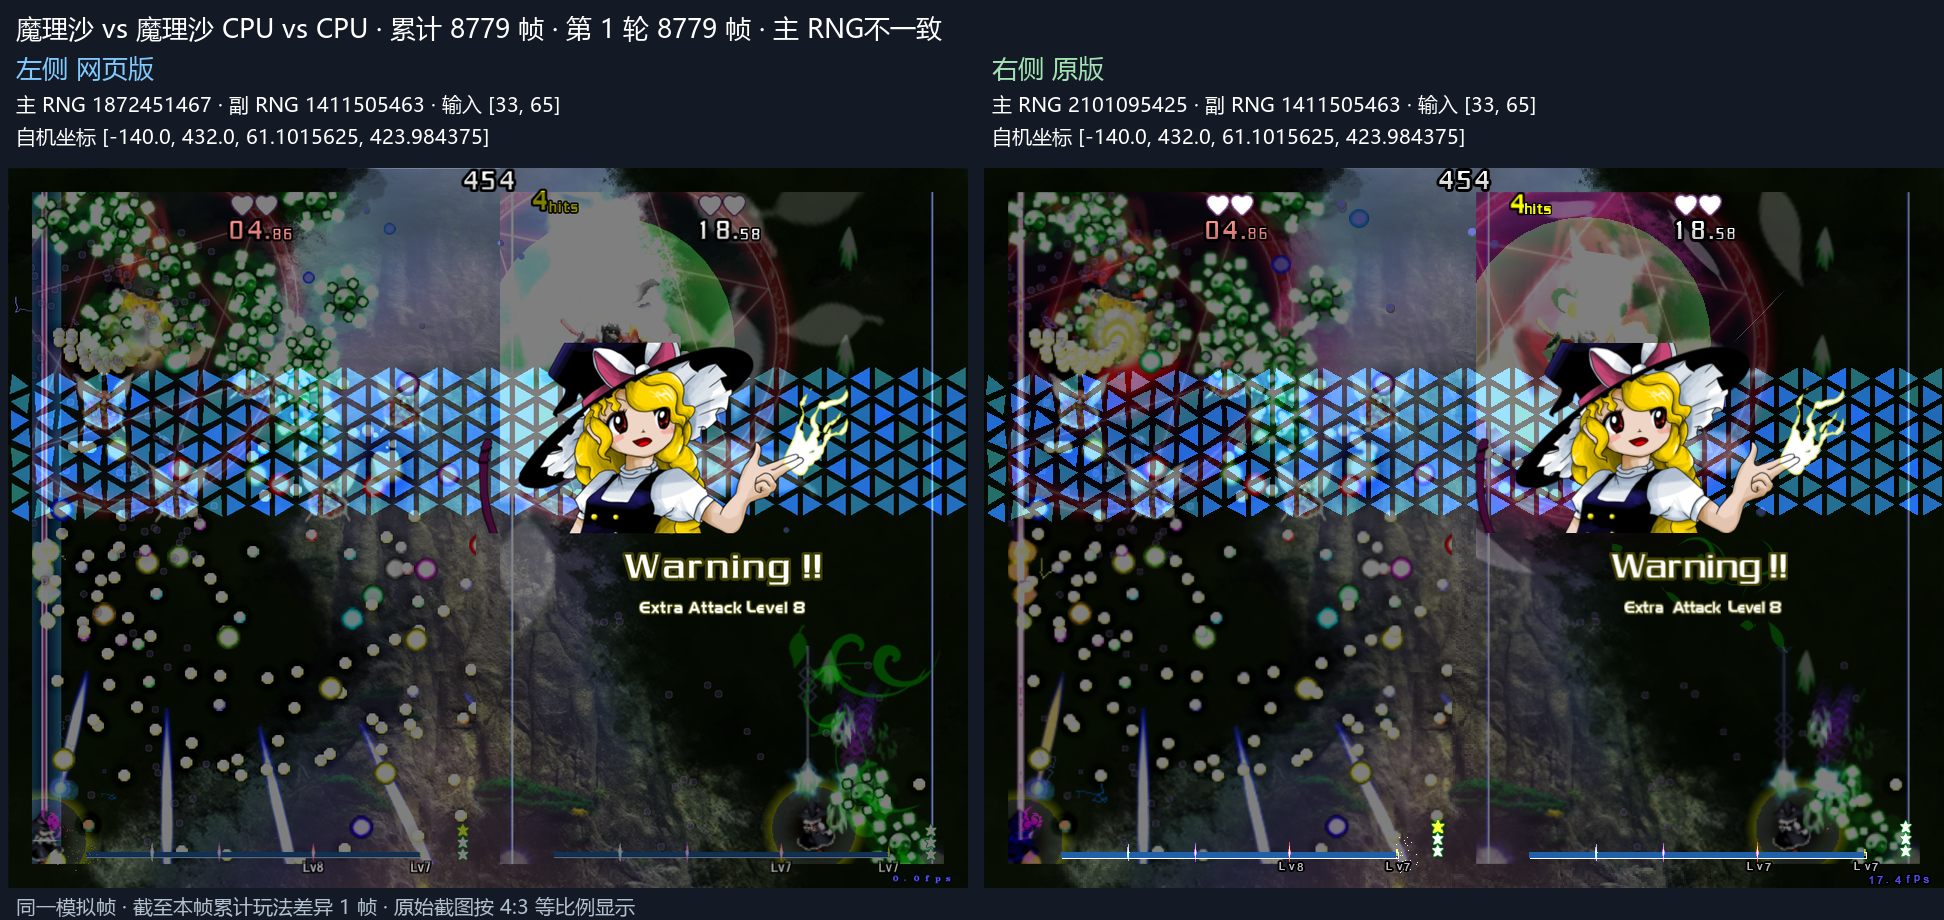 魔理沙 vs 魔理沙 CPU vs CPU · 累计 8779 帧 · 第 1 轮 8779 帧 · 主 RNG不一致
左侧 网页版
主 RNG 1872451467 · 副 RNG 1411505463 · 输入 [33, 65]
自机坐标 [-140.0, 432.0, 61.1015625, 423.984375]
454
4hits
04.86
18.58
Warning !!
Extra Attack Level 8
Lv8
Lv7
Lv7
Lv7
0.0fps
右侧 原版
主 RNG 2101095425 · 副 RNG 1411505463 · 输入 [33, 65]
自机坐标 [-140.0, 432.0, 61.1015625, 423.984375]
454
4hits
04.86
18.58
Warning !!
Extra Attack Level 8
Lv8
Lv7
Lv7
Lv7
17.4fps
同一模拟帧 · 截至本帧累计玩法差异 1 帧 · 原始截图按 4:3 等比例显示